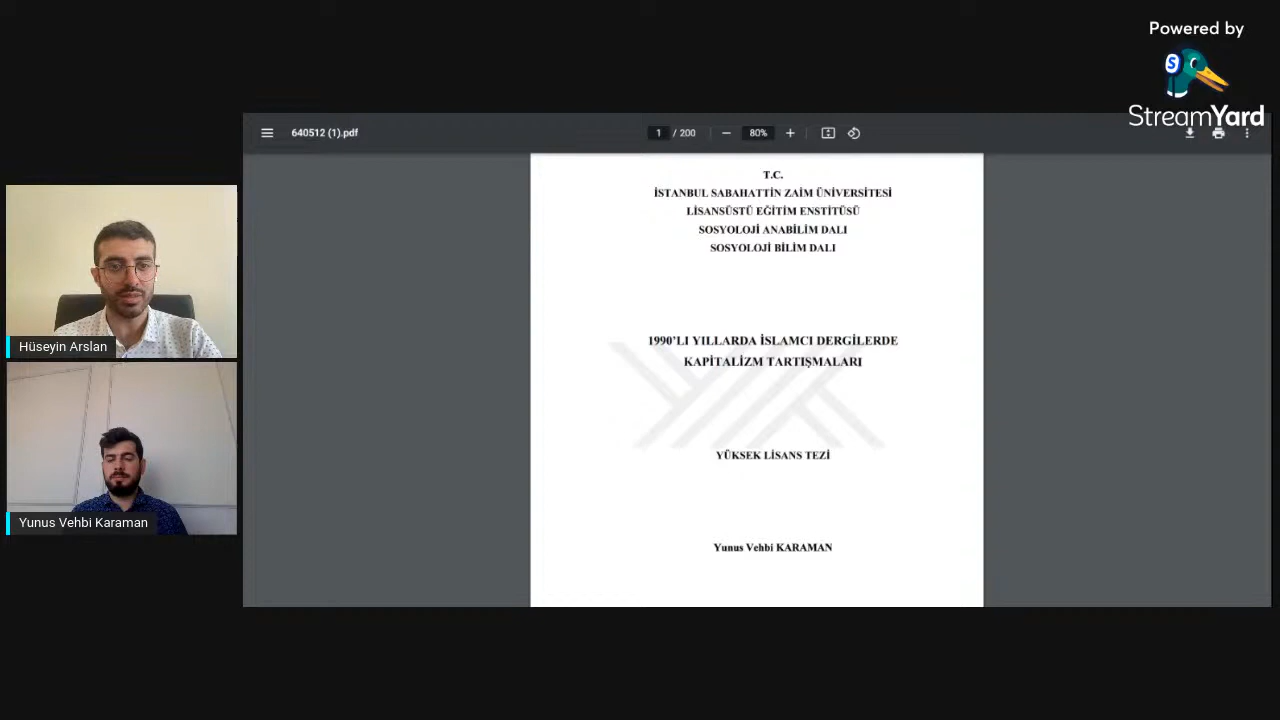 Powered by
StreamYard
640512 (1).pdf
1 / 200
80%
T.C.
İSTANBUL SABAHATTİN ZAİM ÜNİVERSİTESİ
LİSANSÜSTÜ EĞİTİM ENSTİTÜSÜ
SOSYOLOJİ ANABİLİM DALI
SOSYOLOJİ BİLİM DALI
1990'LI YILLARDA İSLAMCI DERGİLERDE
KAPİTALİZM TARTIŞMALARI
YÜKSEK LİSANS TEZİ
Yunus Vehbi KARAMAN
Hüseyin Arslan
Yunus Vehbi Karaman